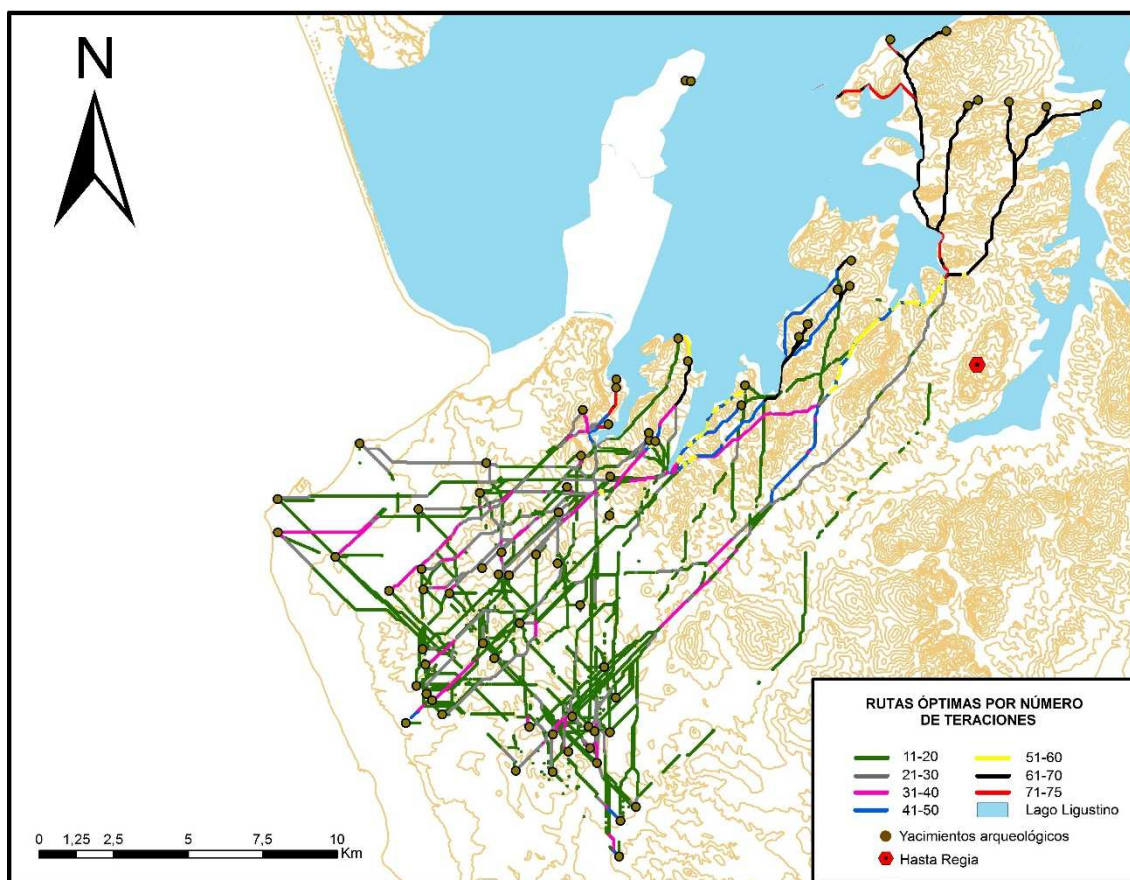 N
RUTAS ÓPTIMAS POR NÚMERO
DE TERACIONES
11-20
21-30
31-40
41-50
51-60
61-70
71-75
Lago Ligustino
Yacimientos arqueológicos
Hasta Regia
0 1,25 2,5 5 7,5 10
Km